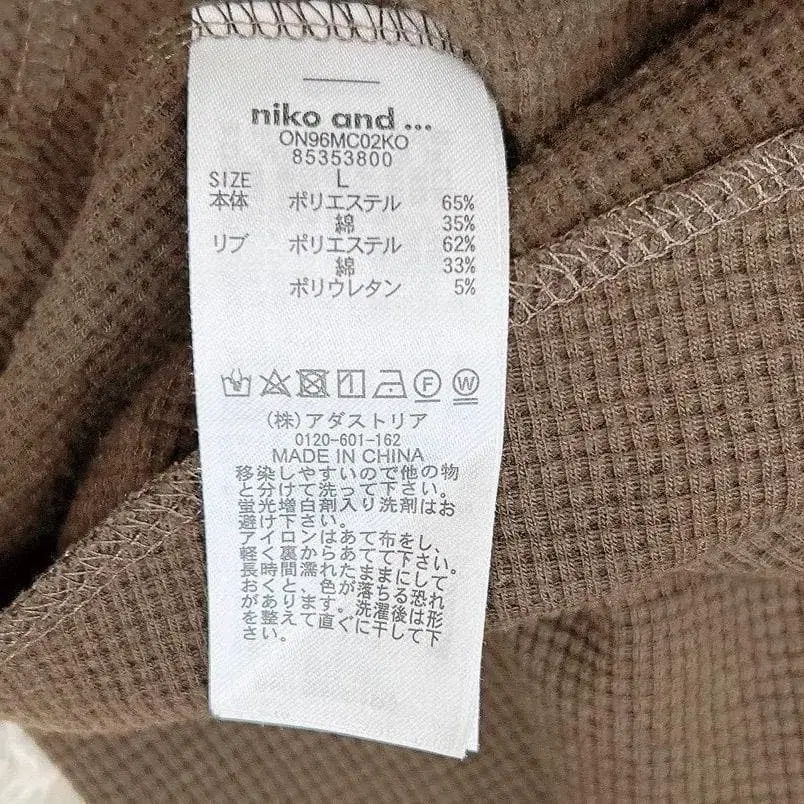 niko and ...
ON96MC02KO
85353800
SIZE L
本体 ポリエステル 65%
綿 35%
リブ ポリエステル 62%
綿 33%
ポリウレタン 5%
F W
(株)アダストリア
0120-601-162
MADE IN CHINA
移染しやすいので他の物
と分けて洗って下さい。
蛍光増白剤入り洗剤はお
避け下さい。
アイロンはあて布をし、
軽く裏からあてて下さい。
長時間濡れたままにして
おくと、色が落ちる恐れ
があります。洗濯後は形
を整えて直ぐに干して下
さい。